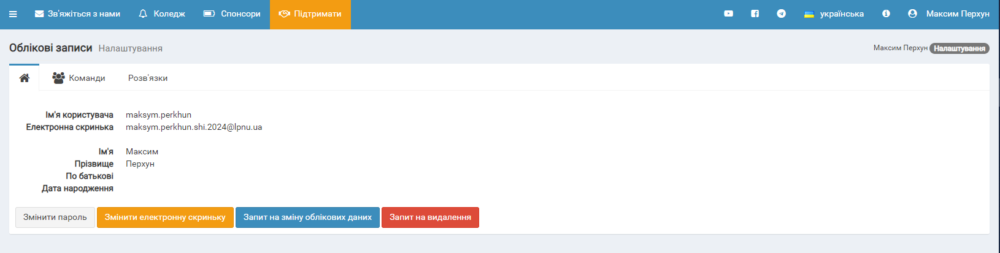 Зв'яжіться з нами Коледж Спонсори Підтримати українська Максим Перхун
Облікові записи Налаштування Максим Перхун Налаштування
Команди Розв'язки
Ім'я користувача maksym.perkhun
Електронна скринька maksym.perkhun.shi.2024@lpnu.ua
Ім'я Максим
Прізвище Перхун
По батькові
Дата народження
Змінити пароль Змінити електронну скриньку Запит на зміну облікових даних Запит на видалення